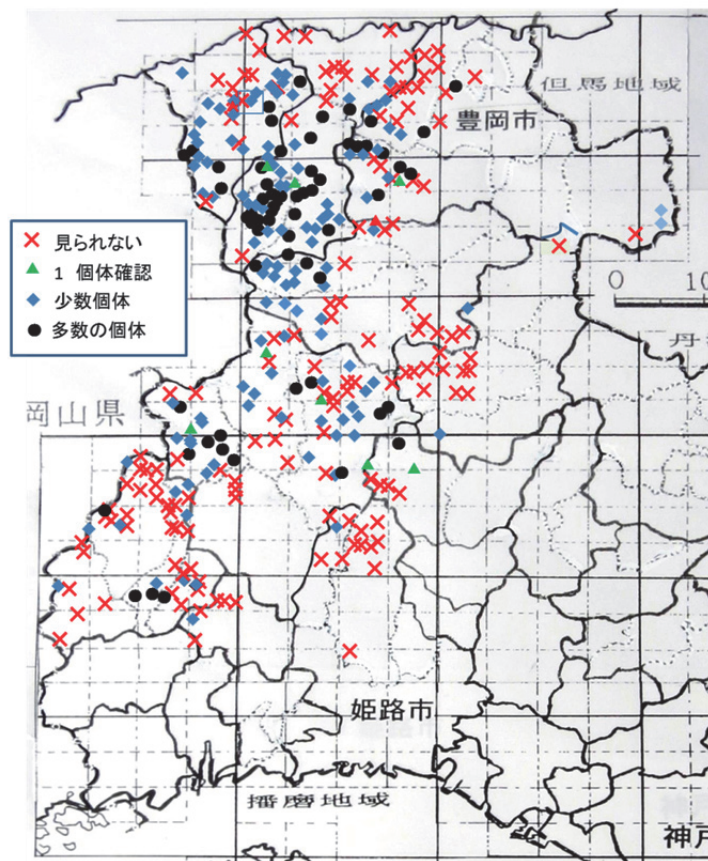 但馬地域
豊岡市
見られない
1 個体確認
少数個体
多数の個体
0
10
丹
岡山県
姫路市
播磨地域
神戸